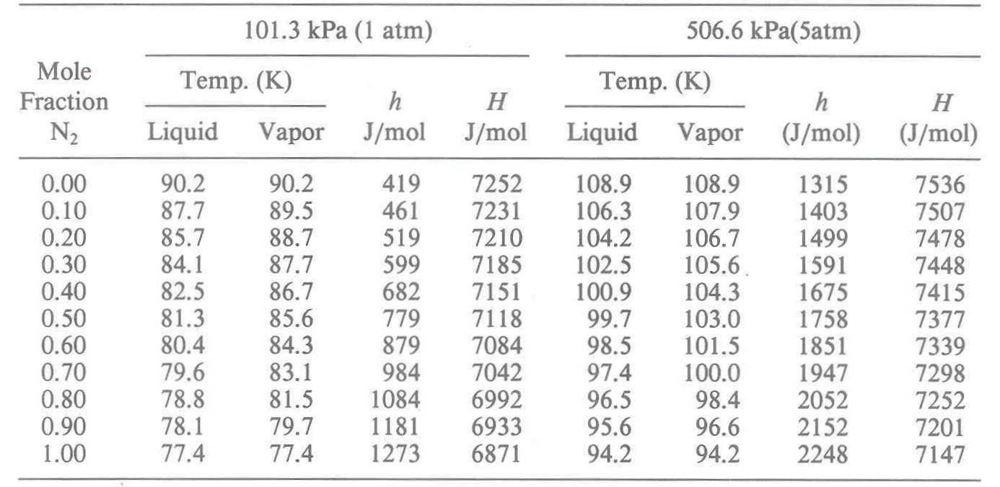 101.3 kPa (1 atm) 506.6 kPa(5atm)
Mole Temp. (K) Temp. (K)
Fraction h H h H
N₂ Liquid Vapor J/mol J/mol Liquid Vapor (J/mol) (J/mol)
0.00 90.2 90.2 419 7252 108.9 108.9 1315 7536
0.10 87.7 89.5 461 7231 106.3 107.9 1403 7507
0.20 85.7 88.7 519 7210 104.2 106.7 1499 7478
0.30 84.1 87.7 599 7185 102.5 105.6 1591 7448
0.40 82.5 86.7 682 7151 100.9 104.3 1675 7415
0.50 81.3 85.6 779 7118 99.7 103.0 1758 7377
0.60 80.4 84.3 879 7084 98.5 101.5 1851 7339
0.70 79.6 83.1 984 7042 97.4 100.0 1947 7298
0.80 78.8 81.5 1084 6992 96.5 98.4 2052 7252
0.90 78.1 79.7 1181 6933 95.6 96.6 2152 7201
1.00 77.4 77.4 1273 6871 94.2 94.2 2248 7147